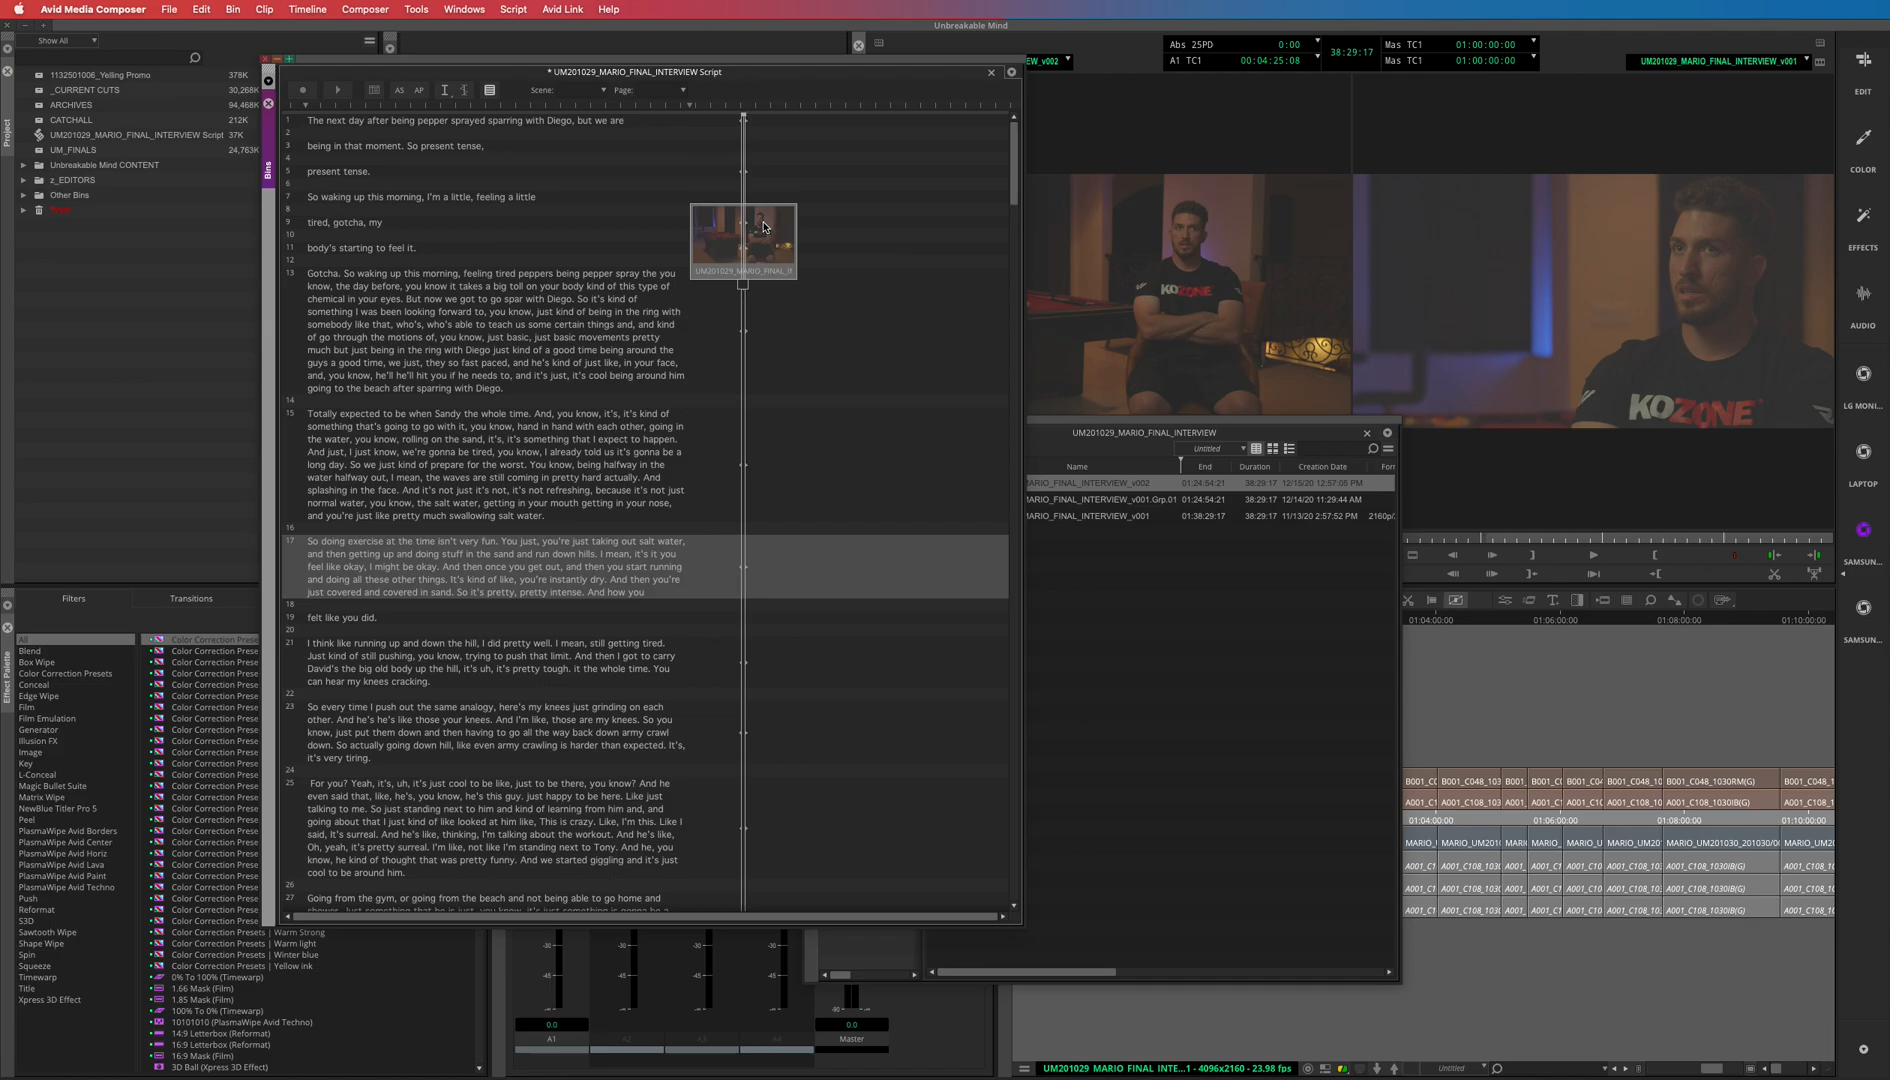 Avid Media Composer File Edit Bin Clip Timeline Composer Tools Windows Script Avid Link Help
Unbreakable Mind
Show All
1132501006_Yelling Promo 378K
_CURRENT CUTS 30,268K
ARCHIVES 94,468K
CATCHALL 212K
UM201029_MARIO_FINAL_INTERVIEW Script 37K
UM_FINALS 24,763K
Unbreakable Mind CONTENT
z_EDITORS
Other Bins
Project
Bins
* UM201029_MARIO_FINAL_INTERVIEW Script
AS AP Scene: Page:
1 The next day after being pepper sprayed sparring with Diego, but we are
2
3 being in that moment. So present tense,
4
5 present tense.
6
7 So waking up this morning, I'm a little, feeling a little
8
9 tired, gotcha, my
10
11 body's starting to feel it.
12
13 Gotcha. So waking up this morning, feeling tired peppers being pepper spray the you
know, the day before, you know it takes a big toll on your body kind of this type of
chemical in your eyes. But now we got to go spar with Diego. So it's kind of
something I was been looking forward to, you know, just kind of being in the ring with
somebody like that, who's, who's able to teach us some certain things and, and kind
of go through the motions of, you know, just basic, just basic movements pretty
much but just being in the ring with Diego just kind of a good time being around the
guys a good time, we just, they so fast paced, and he's kind of just like, in your face,
and, you know, he'll he'll hit you if he needs to, and it's just, it's cool being around him
going to the beach after sparring with Diego.
14
15 Totally expected to be when Sandy the whole time. And, you know, it's, it's kind of
something that's going to go with it, you know, hand in hand with each other, going in
the water, you know, rolling on the sand, it's, it's something that I expect to happen.
And just, I just know, we're gonna be tired, you know, I already told us it's gonna be a
long day. So we just kind of prepare for the worst. You know, being halfway in the
water halfway out, I mean, the waves are still coming in pretty hard actually. And
splashing in the face. And it's not just it's not, it's not refreshing, because it's not just
normal water, you know, the salt water, getting in your mouth getting in your nose,
and you're just like pretty much swallowing salt water.
16
17 So doing exercise at the time isn't very fun. You just, you're just taking out salt water,
and then getting up and doing stuff in the sand and run down hills. I mean, it's it you
feel like okay, I might be okay. And then once you get out, and then you start running
and doing all these other things. It's kind of like, you're instantly dry. And then you're
just covered and covered in sand. So it's pretty, pretty intense. And how you
18
19 felt like you did.
20
21 I think like running up and down the hill, I did pretty well. I mean, still getting tired.
Just kind of still pushing, you know, trying to push that limit. And then I got to carry
David's the big old body up the hill, it's uh, it's pretty tough. it the whole time. You
can hear my knees cracking.
22
23 So every time I push out the same analogy, here's my knees just grinding on each
other. And he's he's like those your knees. And I'm like, those are my knees. So you
know, just put them down and then having to go all the way back down army crawl
down. So actually going down hill, like even army crawling is harder than expected. It's,
it's very tiring.
24
25 For you? Yeah, it's, uh, it's just cool to be like, just to be there, you know? And he
even said that, like, he's, you know, he's this guy. just happy to be here. Like just
talking to me. So just standing next to him and kind of learning from him and, and
going about that I just kind of like looked at him like, This is crazy. Like, I'm this. Like I
said, It's surreal. And he's like, thinking, I'm talking about the workout. And he's like,
Oh, yeah, it's pretty surreal. I'm like, not like I'm standing next to Tony. And he, you
know, he kind of thought that was pretty funny. And we started giggling and it's just
cool to be around him.
26
27 Going from the gym, or going from the beach and not being able to go home and
UM201029_MARIO_FINAL_I
EW_v002
Abs 25PD 0:00
A1 TC1 00:04:25:08
38:29:17
Mas TC1 01:00:00:00
Mas TC1 01:00:00:00
UM201029_MARIO_FINAL_INTERVIEW_v001
KOZONE
KOZONE
EDIT
COLOR
EFFECTS
AUDIO
LG MONI...
LAPTOP
SAMSUN...
SAMSUN...
UM201029_MARIO_FINAL_INTERVIEW
Untitled
Name End Duration Creation Date
MARIO_FINAL_INTERVIEW_v002 01:24:54:21 38:29:17 12/15/20 12:57:05 PM
MARIO_FINAL_INTERVIEW_v001.Grp.01 01:24:54:21 38:29:17 12/14/20 11:29:44 AM
MARIO_FINAL_INTERVIEW_v001 01:38:29:17 38:29:17 11/13/20 2:57:52 PM 2160p/
01:04:00:00 01:06:00:00 01:08:00:00 01:10:00:00
B001_C0 B001_C048_103 B001_C B001_C0 B001_C0 B001_C048_1030RM(G) B001_C048_1
A001_C1 A001_C108_103 A001_C A001_C1 A001_C1 A001_C108_1030IB(G) A001_C108_1
01:04:00:00 01:06:00:00 01:08:00:00 01:10:00:00
MARIO_U MARIO_UM2010 MARI MARIO_U MARIO_U MARIO_UM201030_201030/0 MARIO_UM20
A001_C1 A001_C108_103 A001_C A001_C1 A001_C1 A001_C108_1030IB(G) A001_C108_1
A001_C1 A001_C108_103 A001_C A001_C1 A001_C1 A001_C108_1030IB(G) A001_C108_1
A001_C1 A001_C108_103 A001_C A001_C1 A001_C1 A001_C108_1030IB(G) A001_C108_1
Effect Palette
Filters Transitions
All
Blend
Box Wipe
Color Correction Presets
Conceal
Edge Wipe
Film
Film Emulation
Generator
Illusion FX
Image
Key
L-Conceal
Magic Bullet Suite
Matrix Wipe
NewBlue Titler Pro 5
Peel
PlasmaWipe Avid Borders
PlasmaWipe Avid Center
PlasmaWipe Avid Horiz
PlasmaWipe Avid Lava
PlasmaWipe Avid Paint
PlasmaWipe Avid Techno
Push
Reformat
S3D
Sawtooth Wipe
Shape Wipe
Spin
Squeeze
Timewarp
Title
Xpress 3D Effect
Color Correction Prese
Color Correction Presets | Warm Strong
Color Correction Presets | Warm light
Color Correction Presets | Winter blue
Color Correction Presets | Yellow ink
0% To 100% (Timewarp)
1.66 Mask (Film)
1.85 Mask (Film)
100% To 0% (Timewarp)
10101010 (PlasmaWipe Avid Techno)
14:9 Letterbox (Reformat)
16:9 Letterbox (Reformat)
16:9 Mask (Film)
3D Ball (Xpress 3D Effect)
-30 -30 -30 -30
-45 -45 -45 -45
-90
0.0 0.0
A1 A2 A3 A4 Master
UM201029 MARIO FINAL INTE...1 - 4096x2160 - 23.98 fps
Untitled